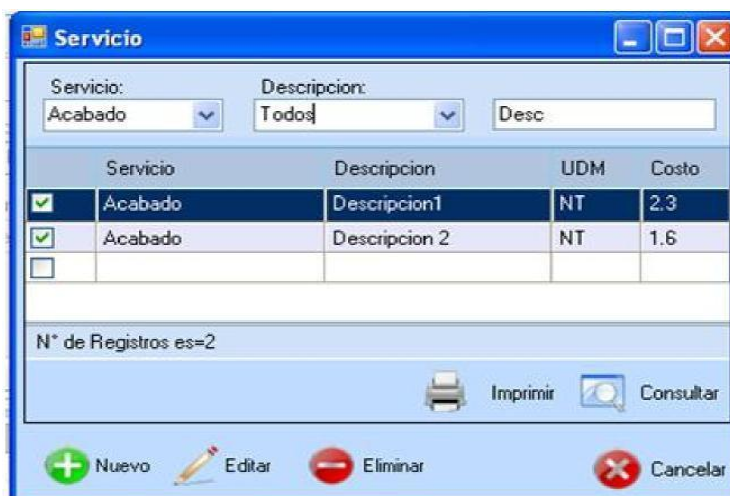 Servicio
Servicio: Descripcion:
Acabado Todos Desc
Servicio Descripcion UDM Costo
Acabado Descripcion1 NT 2.3
Acabado Descripcion 2 NT 1.6
N° de Registros es=2
Imprimir Consultar
Nuevo Editar Eliminar Cancelar